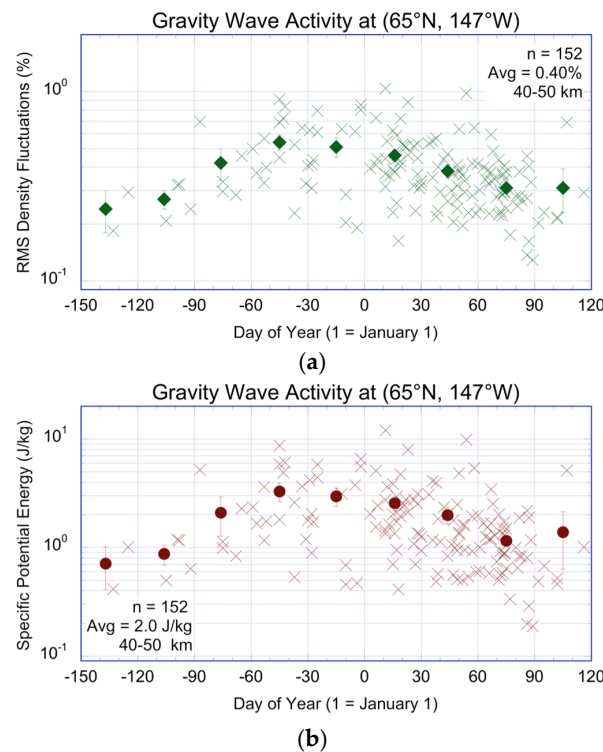 Gravity Wave Activity at (65°N, 147°W)
RMS Density Fluctuations (%)
n = 152
Avg = 0.40%
40-50 km
10⁰
10⁻¹
-150 -120 -90 -60 -30 0 30 60 90 120
Day of Year (1 = January 1)
(a)
Gravity Wave Activity at (65°N, 147°W)
Specific Potential Energy (J/kg)
10¹
10⁰
n = 152
Avg = 2.0 J/kg
40-50 km
10⁻¹
-150 -120 -90 -60 -30 0 30 60 90 120
Day of Year (1 = January 1)
(b)